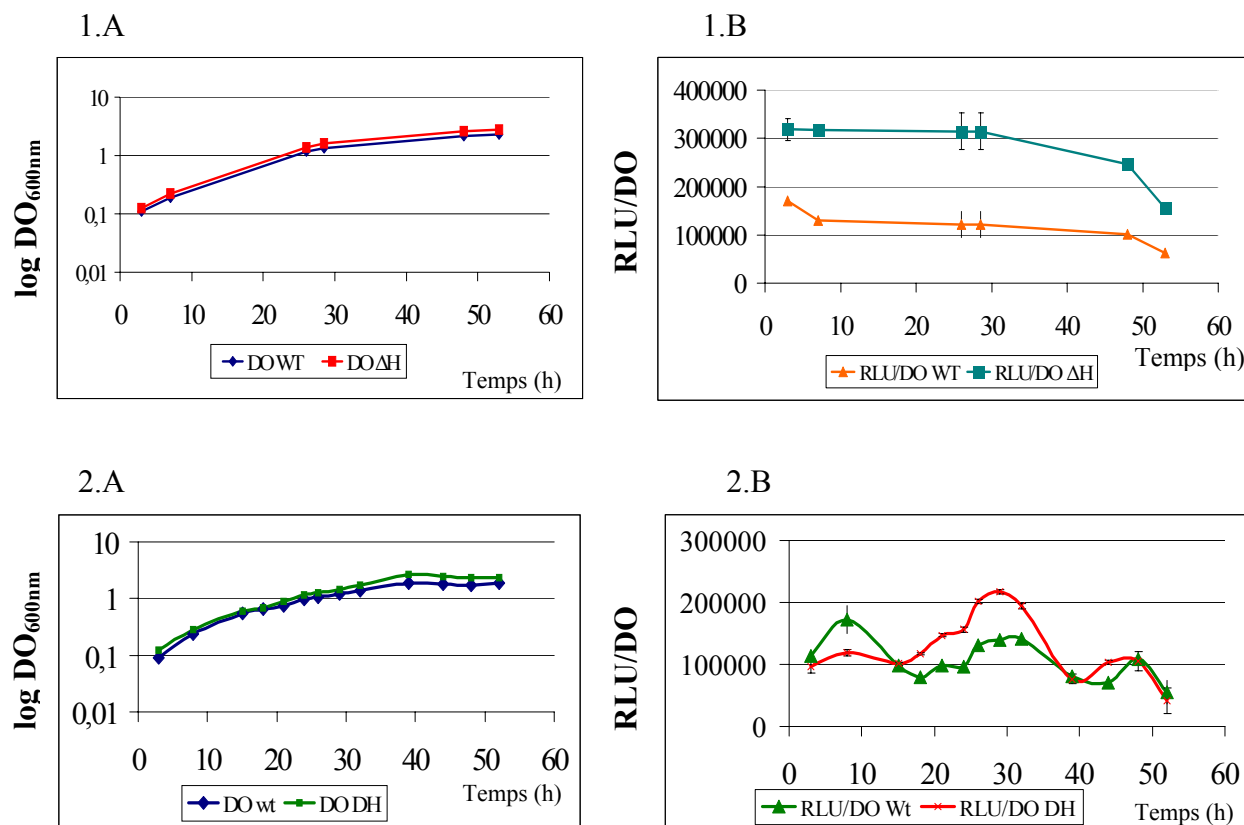 1.A
log DO600nm
10
1
0,1
0,01
0 10 20 30 40 50 60
DO WT DO ΔH
Temps (h)
1.B
RLU/DO
400000
300000
200000
100000
0
0 10 20 30 40 50 60
Temps (h)
RLU/DO WT RLU/DO ΔH
2.A
log DO600nm
10
1
0,1
0,01
0 10 20 30 40 50 60
DO wt DO DH
Temps (h)
2.B
RLU/DO
300000
200000
100000
0
0 10 20 30 40 50 60
RLU/DO Wt RLU/DO DH
Temps (h)